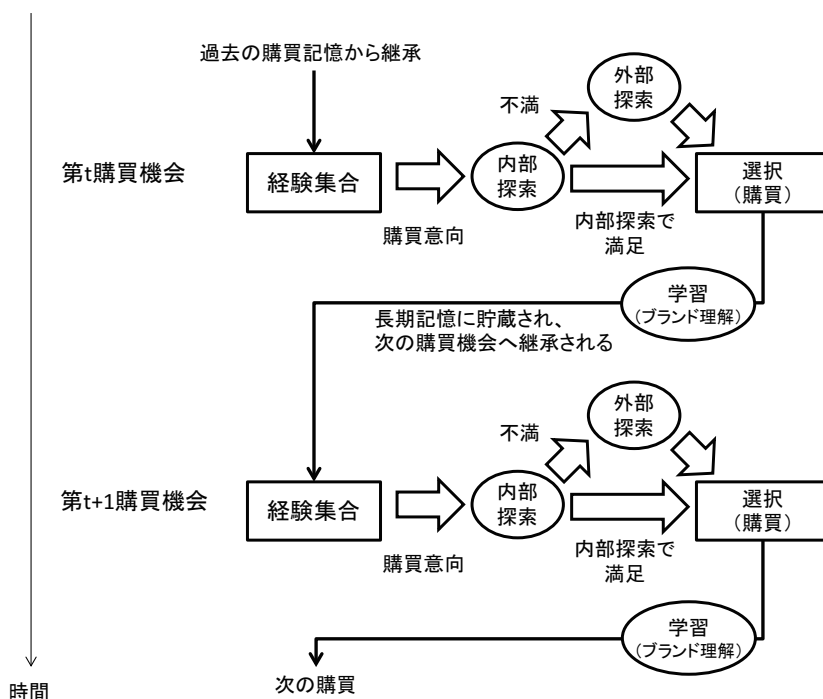 過去の購買記憶から継承
外部
探索
不満
第t購買機会
経験集合
内部
探索
選択
(購買)
購買意向
内部探索で
満足
学習
(ブランド理解)
長期記憶に貯蔵され、
次の購買機会へ継承される
外部
探索
不満
第t+1購買機会
経験集合
内部
探索
選択
(購買)
購買意向
内部探索で
満足
学習
(ブランド理解)
時間
次の購買